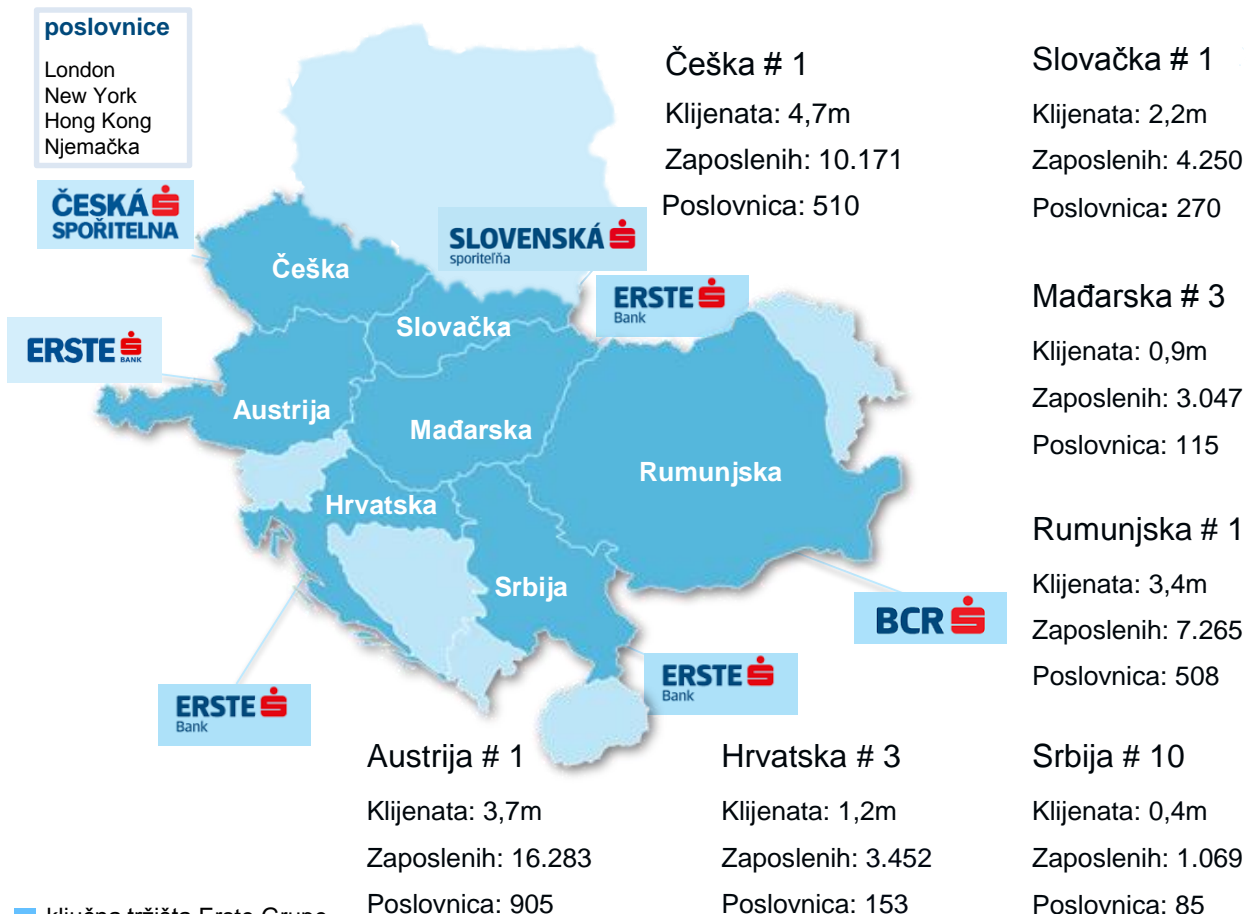 poslovnice
London
New York
Hong Kong
Njemačka
Češka # 1
Klijenata: 4,7m
Zaposlenih: 10.171
Poslovnica: 510
Slovačka # 1
Klijenata: 2,2m
Zaposlenih: 4.250
Poslovnica: 270
ČESKÁ
SPOŘITELNA
SLOVENSKÁ
sporiteľňa
ERSTE
Bank
ERSTE
BANK
Češka
Slovačka
Austrija
Mađarska
Rumunjska
Hrvatska
Srbija
Mađarska # 3
Klijenata: 0,9m
Zaposlenih: 3.047
Poslovnica: 115
Rumunjska # 1
Klijenata: 3,4m
Zaposlenih: 7.265
Poslovnica: 508
BCR
ERSTE
Bank
ERSTE
Bank
Austrija # 1
Klijenata: 3,7m
Zaposlenih: 16.283
Poslovnica: 905
Hrvatska # 3
Klijenata: 1,2m
Zaposlenih: 3.452
Poslovnica: 153
Srbija # 10
Klijenata: 0,4m
Zaposlenih: 1.069
Poslovnica: 85
ključna tržišta Erste Grupe